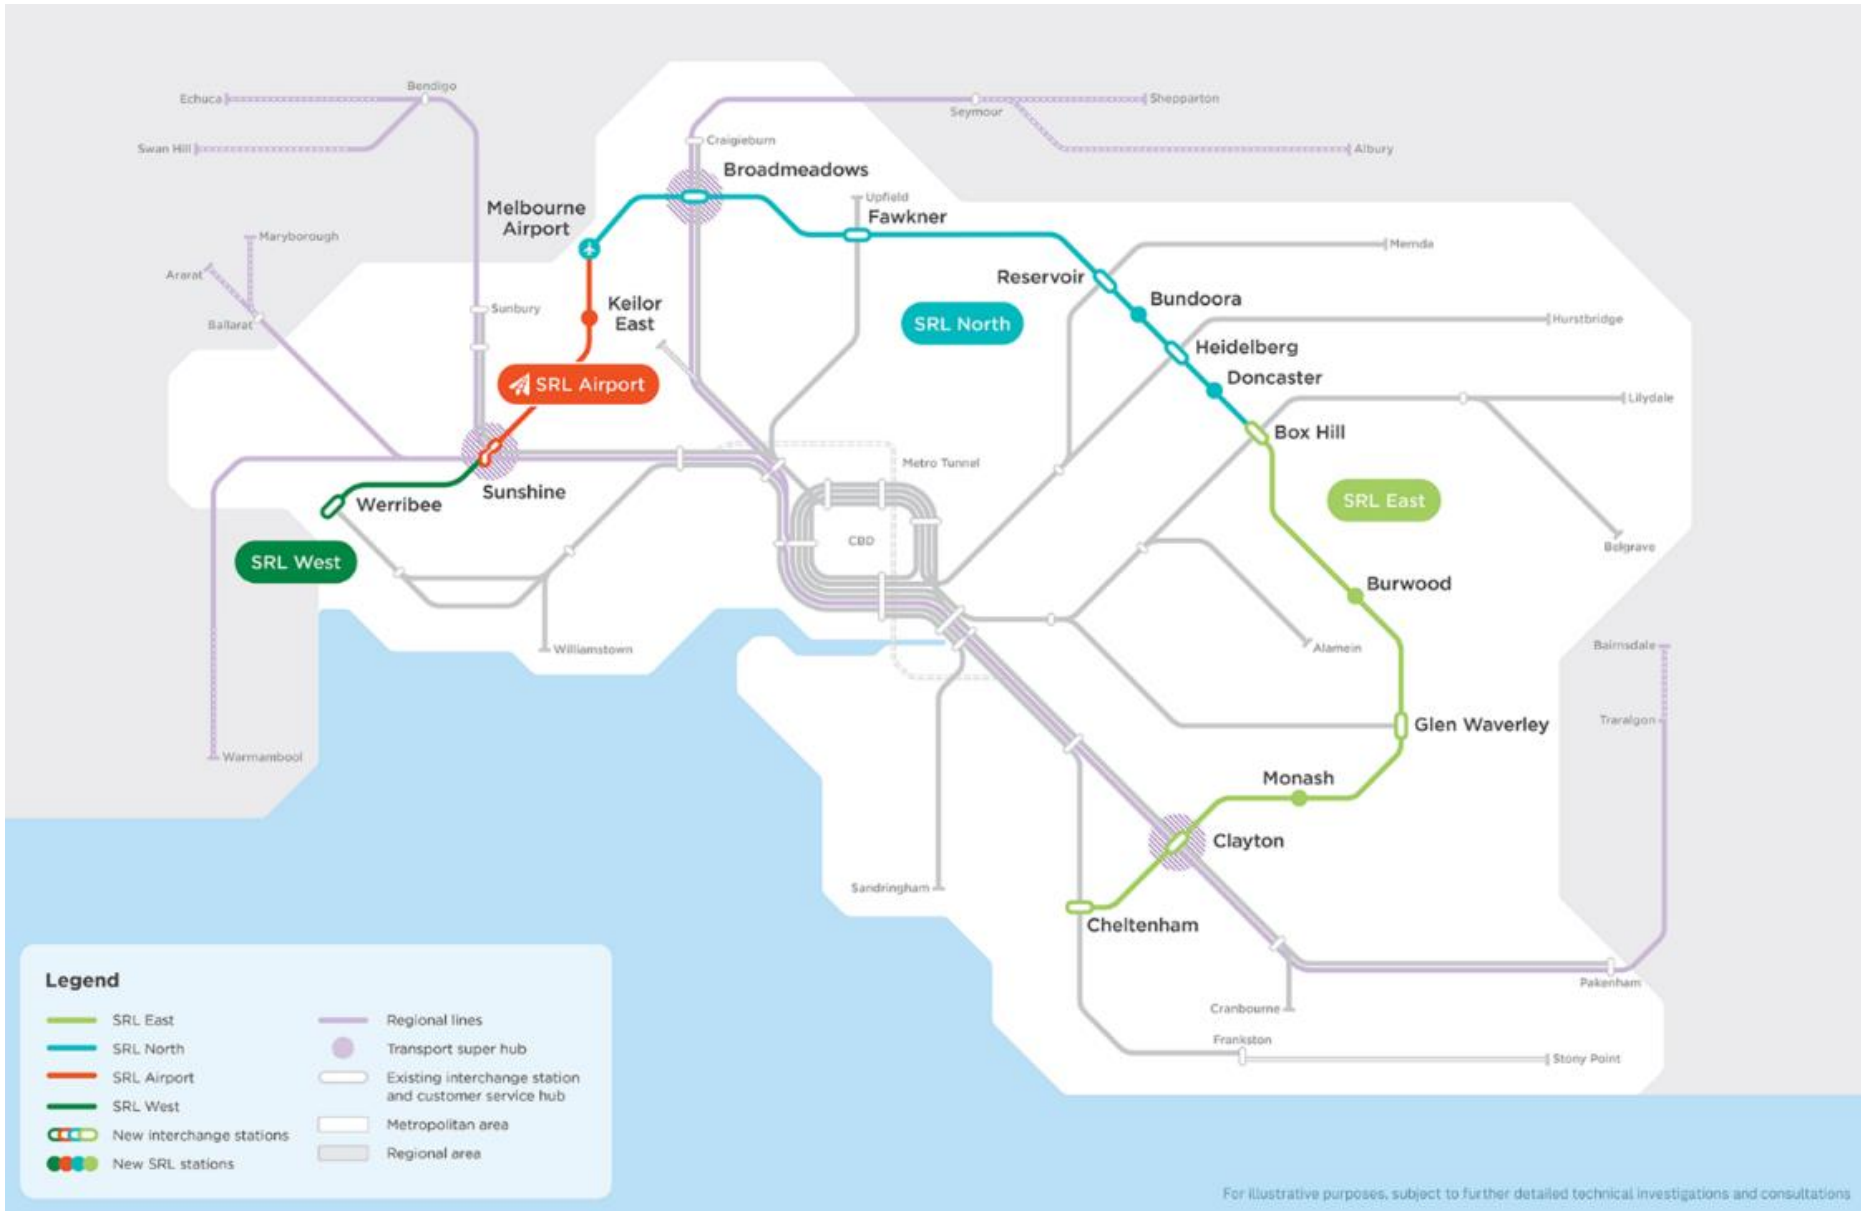 Echuca
Bendigo
Swan Hill
Seymour
Shepparton
Albury
Craigieburn
Broadmeadows
Melbourne
Airport
Upfield
Fawkner
Maryborough
Ararat
Ballarat
Sunbury
Keilor
East
SRL Airport
SRL North
Reservoir
Bundoora
Heidelberg
Doncaster
Box Hill
Mernda
Hurstbridge
Lilydale
Belgrave
Metro Tunnel
CBD
Sunshine
Werribee
SRL West
SRL East
Burwood
Alamein
Williamstown
Warrnambool
Glen Waverley
Monash
Clayton
Cheltenham
Sandringham
Bairnsdale
Traralgon
Pakenham
Cranbourne
Frankston
Stony Point
Legend
SRL East
SRL North
SRL Airport
SRL West
New interchange stations
New SRL stations
Regional lines
Transport super hub
Existing interchange station
and customer service hub
Metropolitan area
Regional area
For illustrative purposes, subject to further detailed technical investigations and consultations